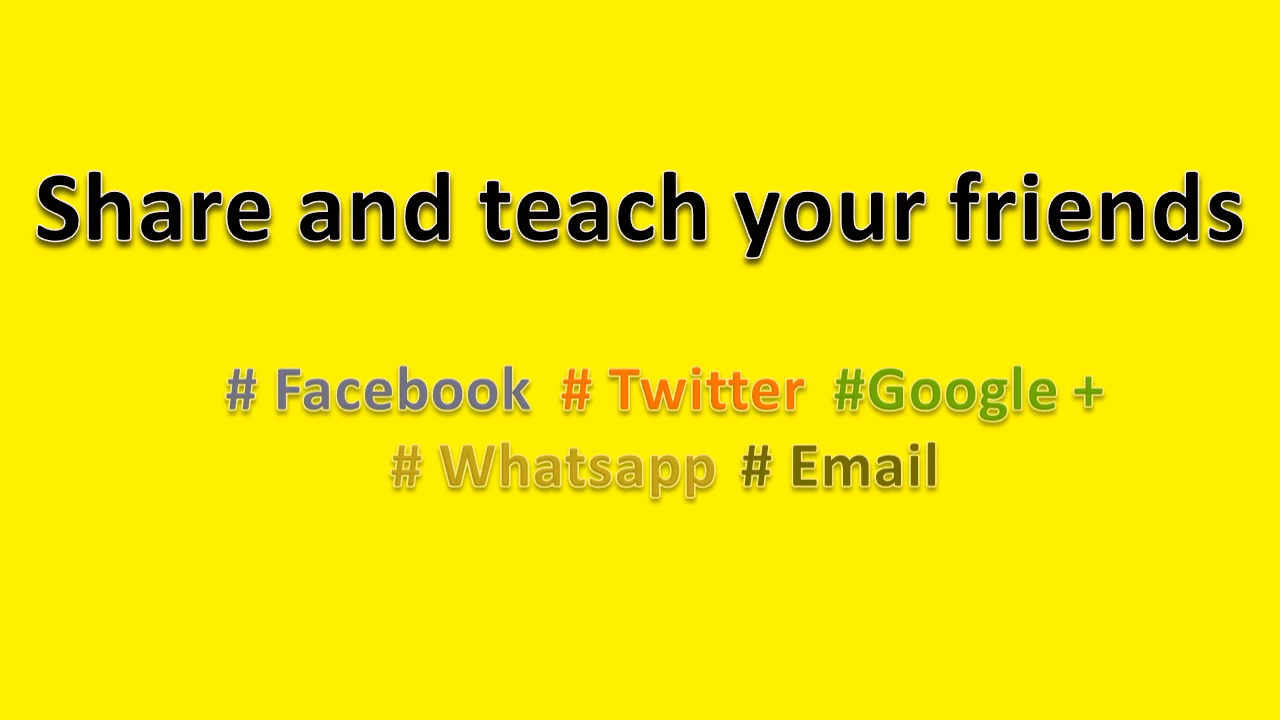 Share and teach your friends
# Facebook # Twitter #Google +
# Whatsapp # Email